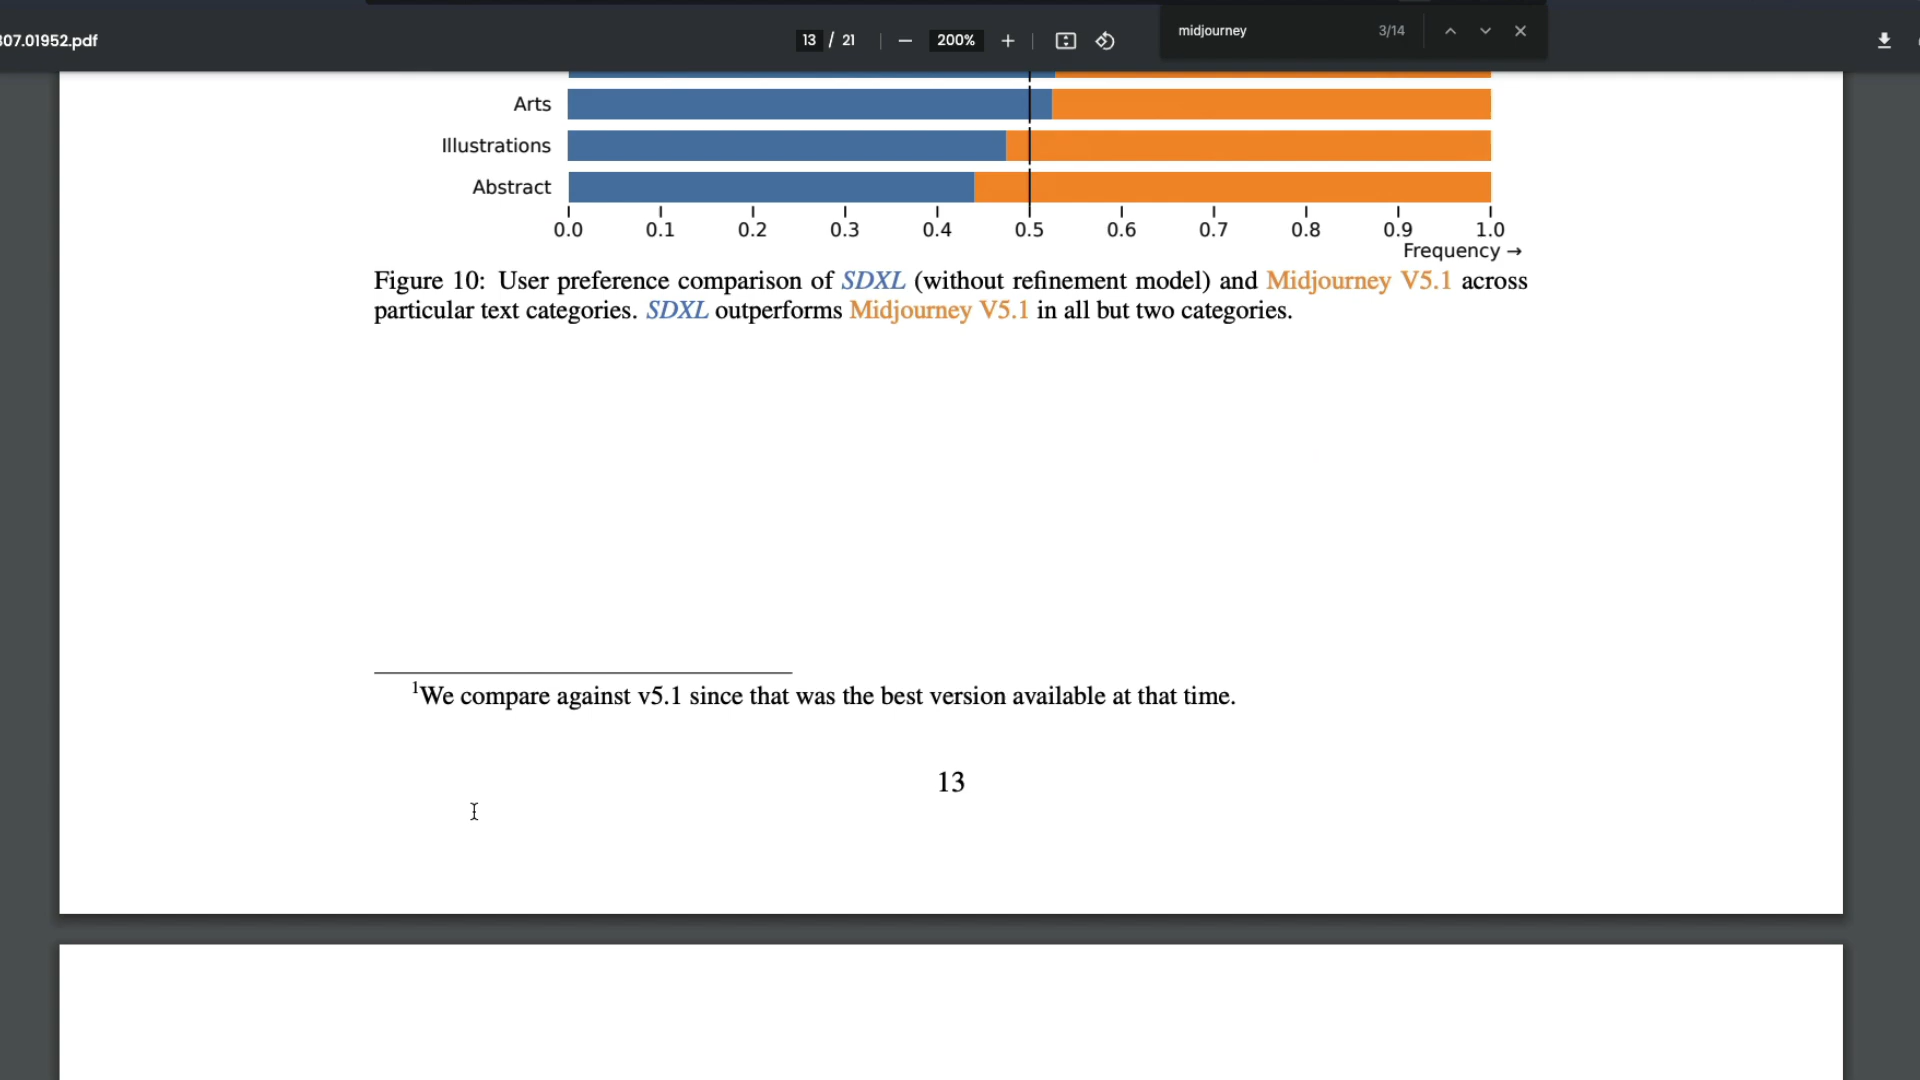 307.01952.pdf
13 / 21
200%
midjourney
3/14
Arts
Illustrations
Abstract
0.0 0.1 0.2 0.3 0.4 0.5 0.6 0.7 0.8 0.9 1.0
Frequency →
Figure 10: User preference comparison of SDXL (without refinement model) and Midjourney V5.1 across
particular text categories. SDXL outperforms Midjourney V5.1 in all but two categories.
1We compare against v5.1 since that was the best version available at that time.
13